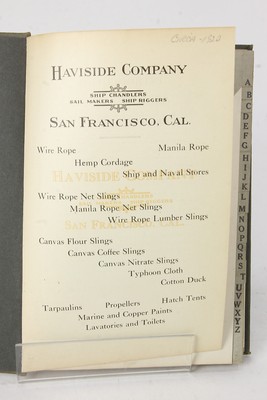 HAVISIDE COMPANY
SHIP CHANDLERS
SAIL MAKERS SHIP RIGGERS
SAN FRANCISCO, CAL.
Wire Rope Manila Rope
Hemp Cordage
Ship and Naval Stores
Wire Rope Net Slings
Manila Rope Net Slings
Wire Rope Lumber Slings
Canvas Flour Slings
Canvas Coffee Slings
Canvas Nitrate Slings
Typhoon Cloth
Cotton Duck
Tarpaulins Propellers Hatch Tents
Marine and Copper Paints
Lavatories and Toilets
A
B
C
D
E
F
G
H
I
J
K
L
M
N
O
P
Q
R
S
T
U
V
W
X
Y
Z